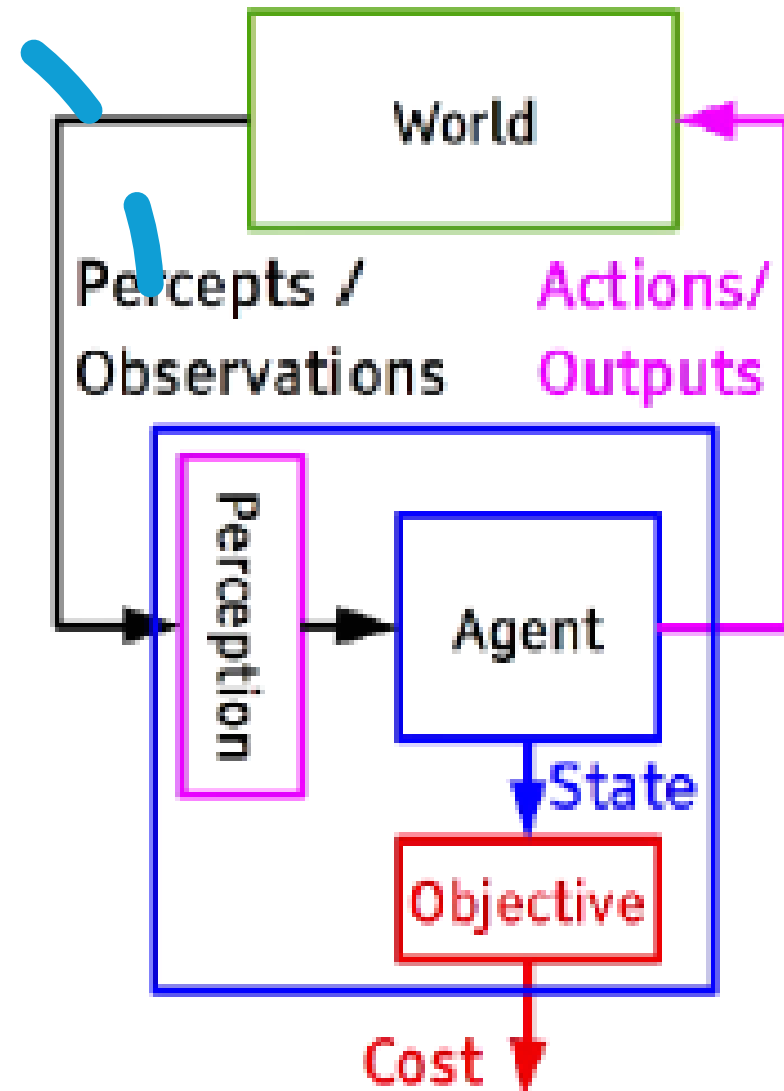 World
Percepts /
Observations
Actions/
Outputs
Perception
Agent
State
Objective
Cost